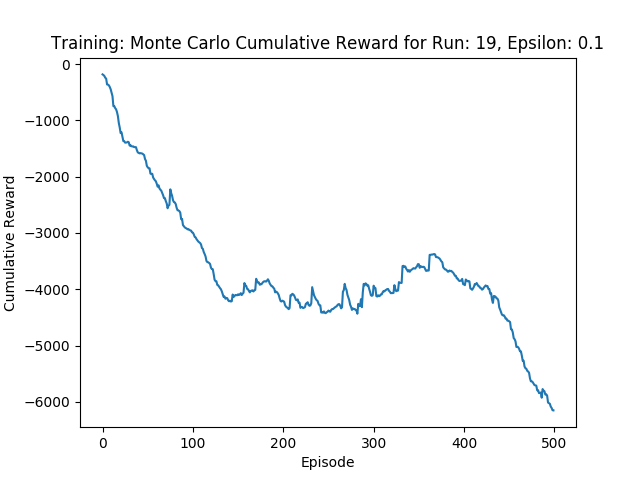 Training: Monte Carlo Cumulative Reward for Run: 19, Epsilon: 0.1
0
−1000
−2000
−3000
−4000
−5000
−6000
Cumulative Reward
0 100 200 300 400 500
Episode